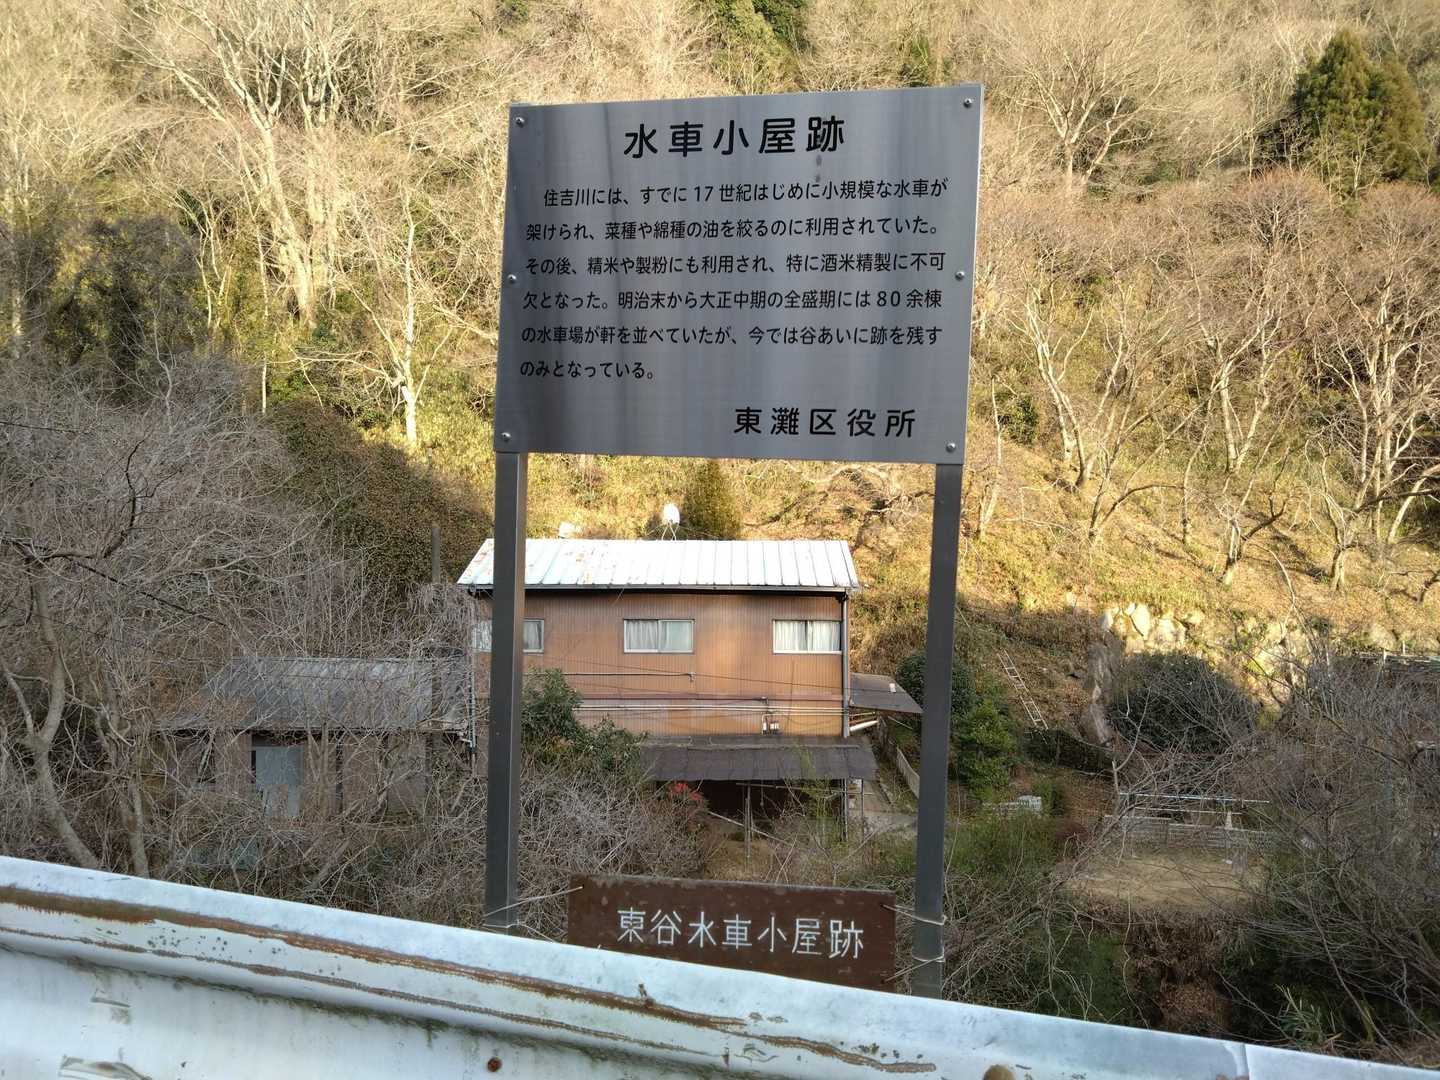 水車小屋跡
住吉川には、すでに17世紀はじめに小規模な水車が
架けられ、菜種や綿種の油を絞るのに利用されていた。
その後、精米や製粉にも利用され、特に酒米精製に不可
欠となった。明治末から大正中期の全盛期には80余棟
の水車場が軒を並べていたが、今では谷あいに跡を残す
のみとなっている。
東灘区役所
東谷水車小屋跡